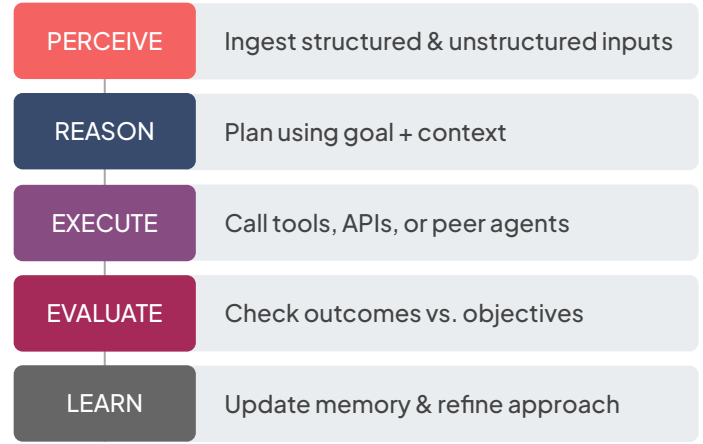 PERCEIVE
Ingest structured & unstructured inputs
REASON
Plan using goal + context
EXECUTE
Call tools, APIs, or peer agents
EVALUATE
Check outcomes vs. objectives
LEARN
Update memory & refine approach